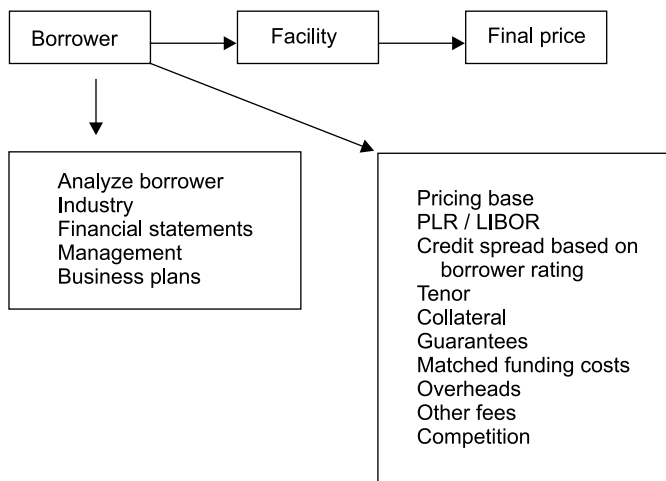 Borrower
Facility
Final price
Analyze borrower
Industry
Financial statements
Management
Business plans
Pricing base
PLR / LIBOR
Credit spread based on
borrower rating
Tenor
Collateral
Guarantees
Matched funding costs
Overheads
Other fees
Competition